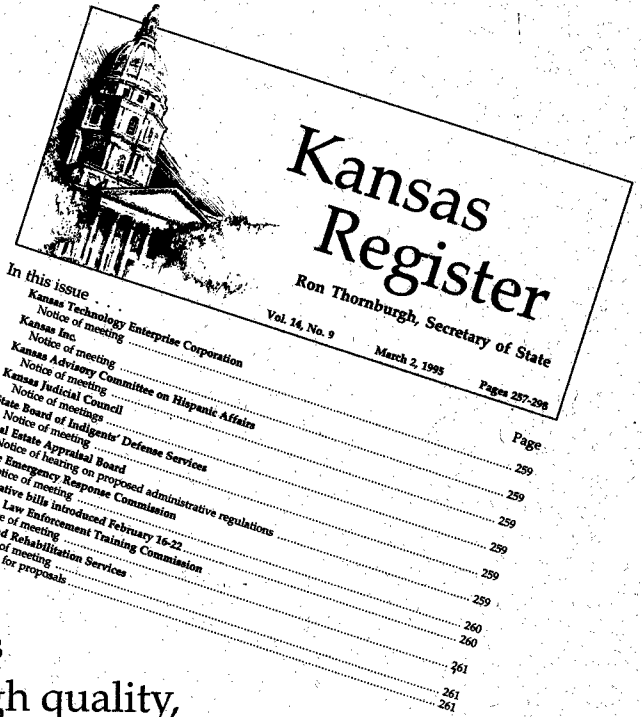 Kansas
Register
Ron Thornburgh, Secretary of State
Vol. 14, No. 9 March 2, 1995 Pages 257-298
In this issue . . . Page
Kansas Technology Enterprise Corporation
Notice of meeting 259
Kansas Inc.
Notice of meeting 259
Kansas Advisory Committee on Hispanic Affairs
Notice of meeting 259
Kansas Judicial Council
Notice of meetings 259
State Board of Indigents' Defense Services
Notice of meeting 259
al Estate Appraisal Board
Notice of hearing on proposed administrative regulations 259
Emergency Response Commission
tice of meeting 260
ative bills introduced February 16-22 260
Law Enforcement Training Commission
e of meeting 261
nd Rehabilitation Services
of meeting 261
for proposals 261
s
gh quality,